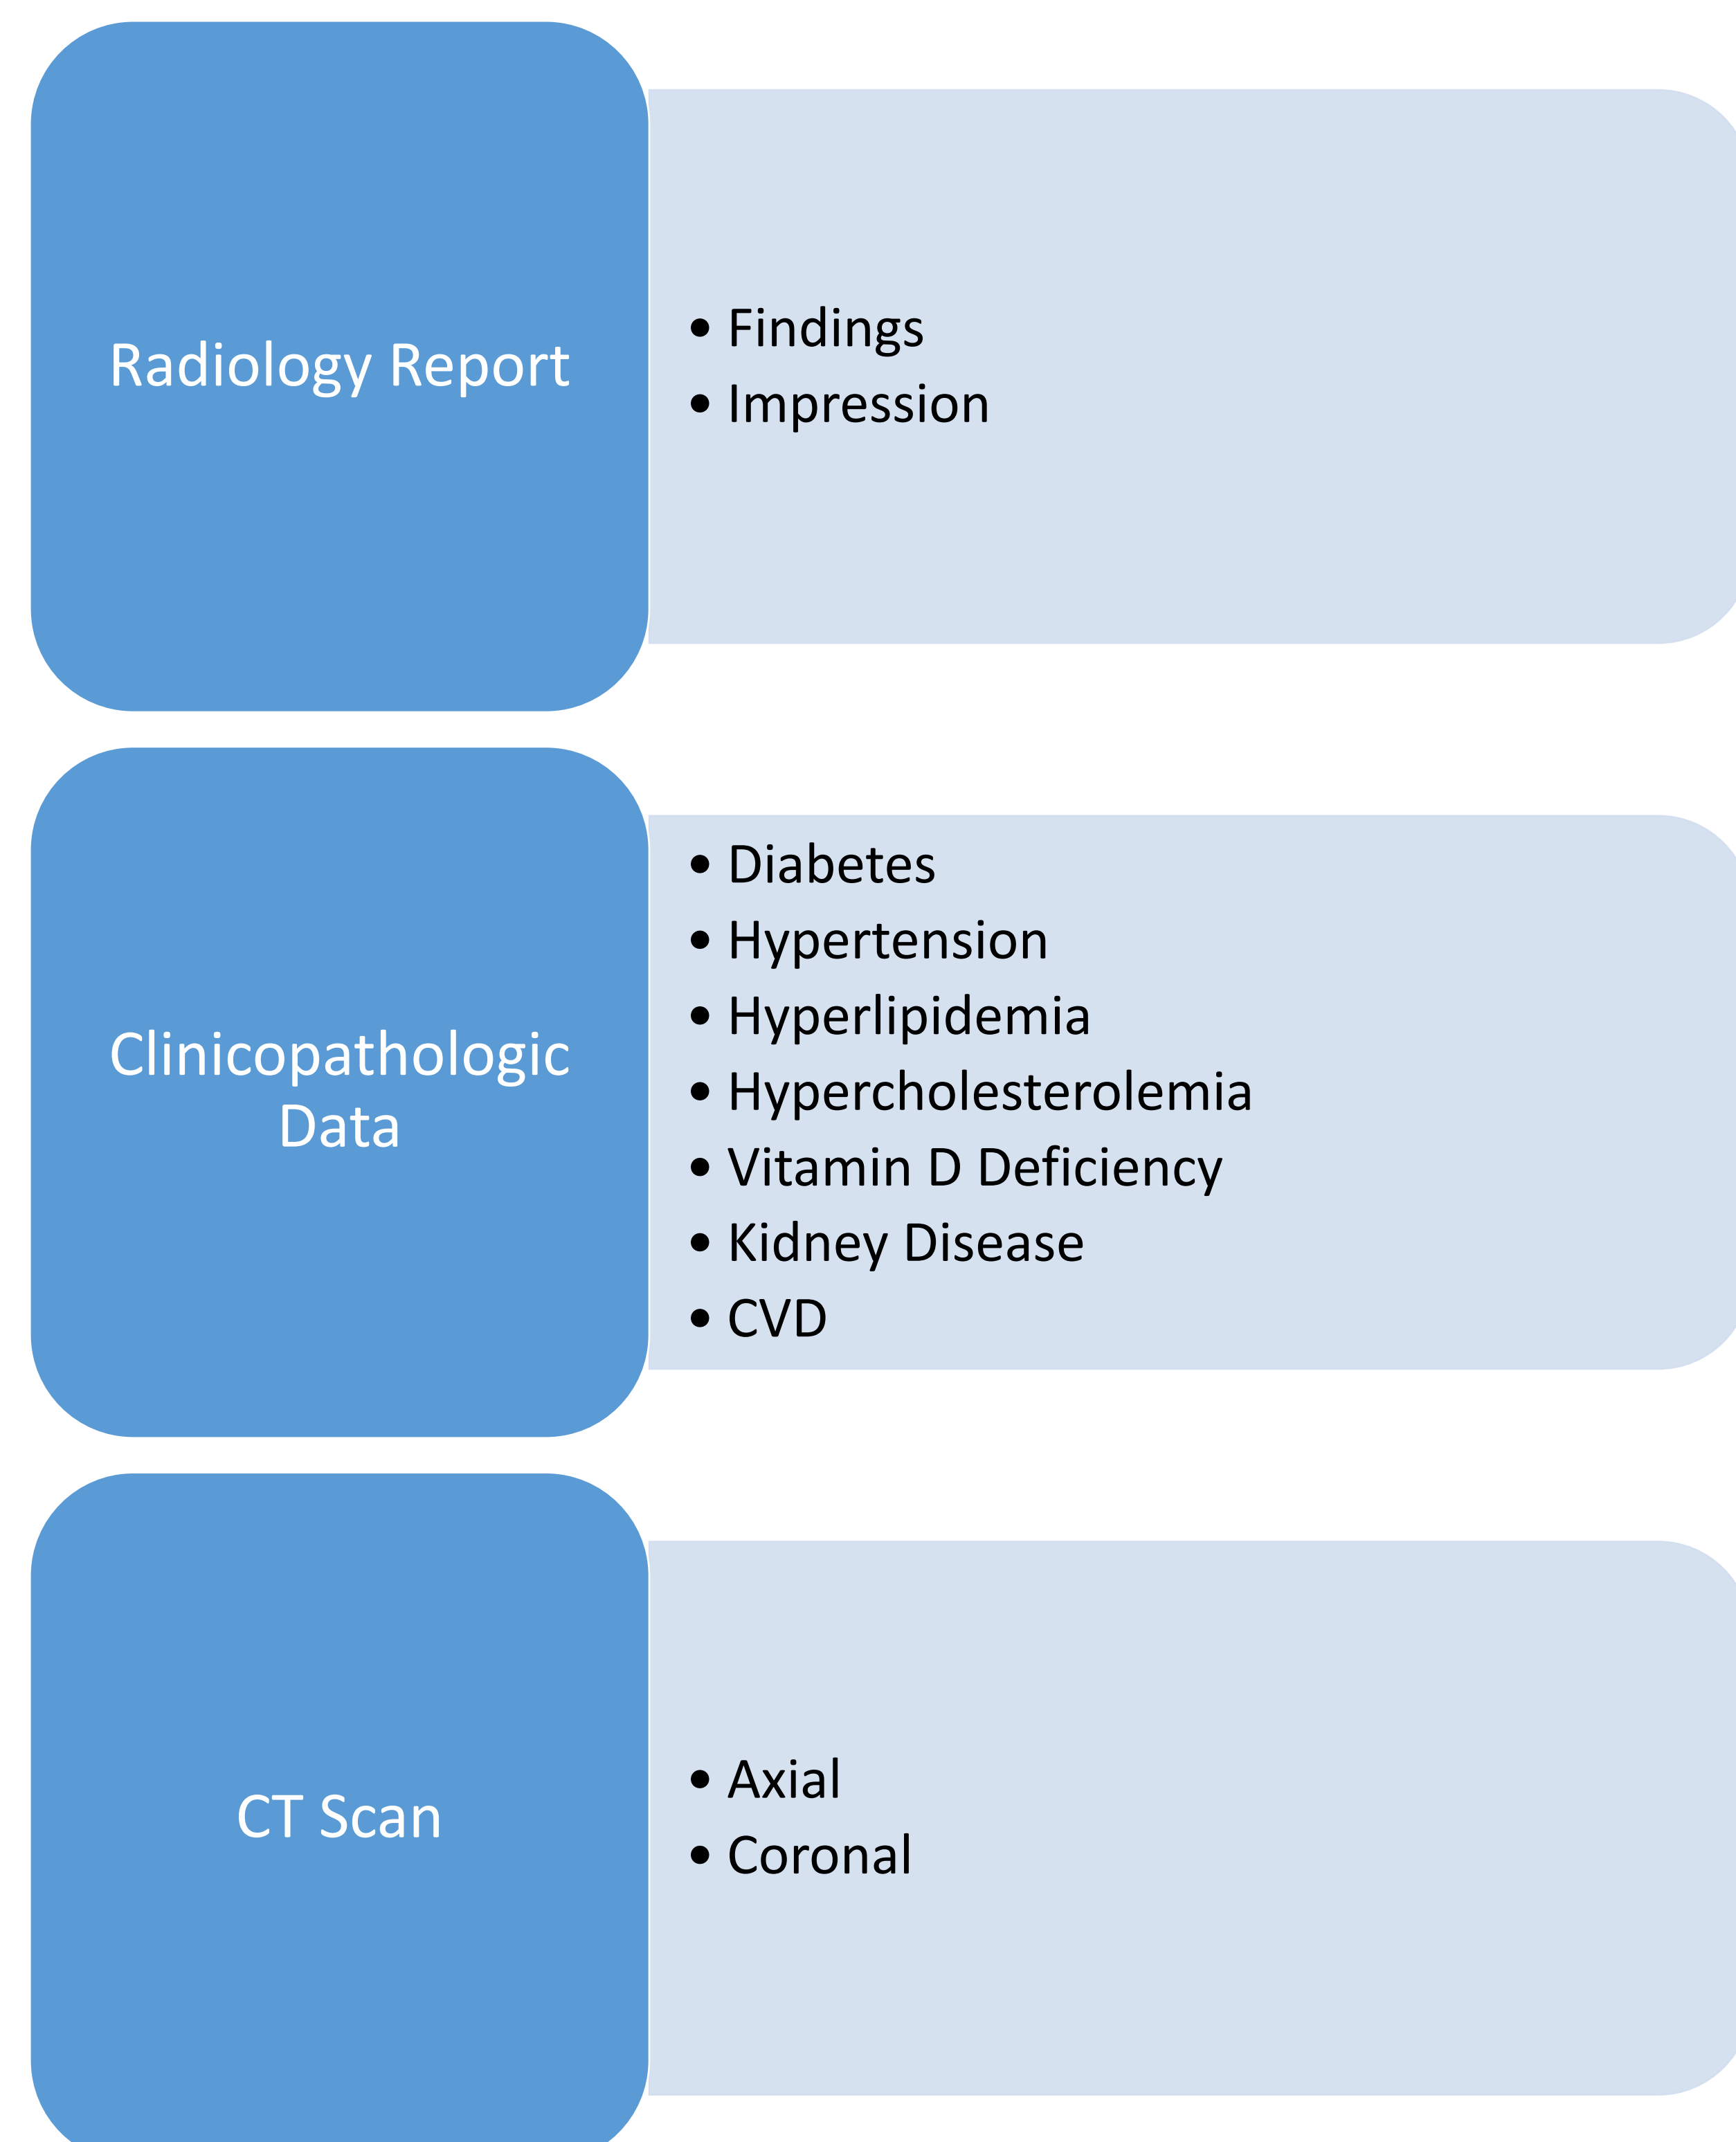 Radiology Report
• Findings
• Impression
Clinicopathologic
Data
• Diabetes
• Hypertension
• Hyperlipidemia
• Hypercholesterolemia
• Vitamin D Deficiency
• Kidney Disease
• CVD
CT Scan
• Axial
• Coronal